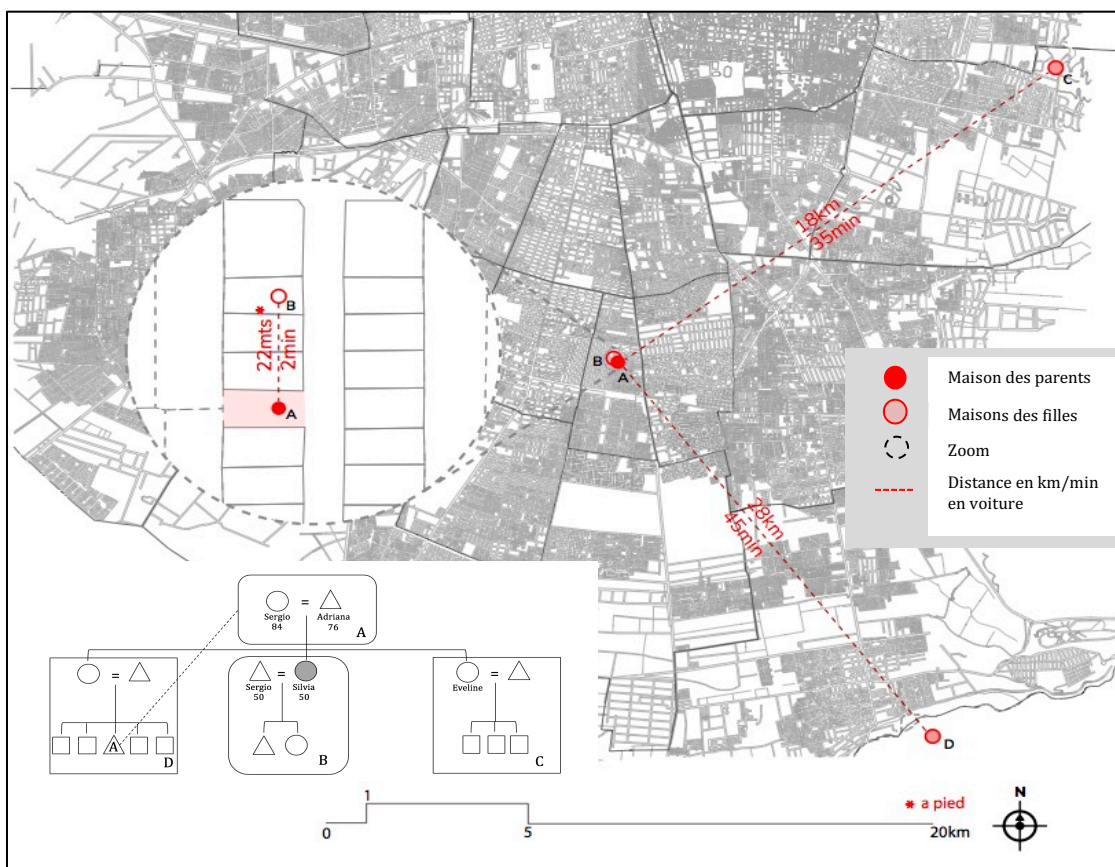 C
18km
35min
B
22mts*
2min
A
B
A
Maison des parents
Maisons des filles
Zoom
Distance en km/min
en voiture
28km
45min
D
=
Sergio
84
Adriana
76
A
=
=
Sergio
50
Silvia
50
Eveline
=
A
D
B
C
* a pied
N
1
0
5
20km